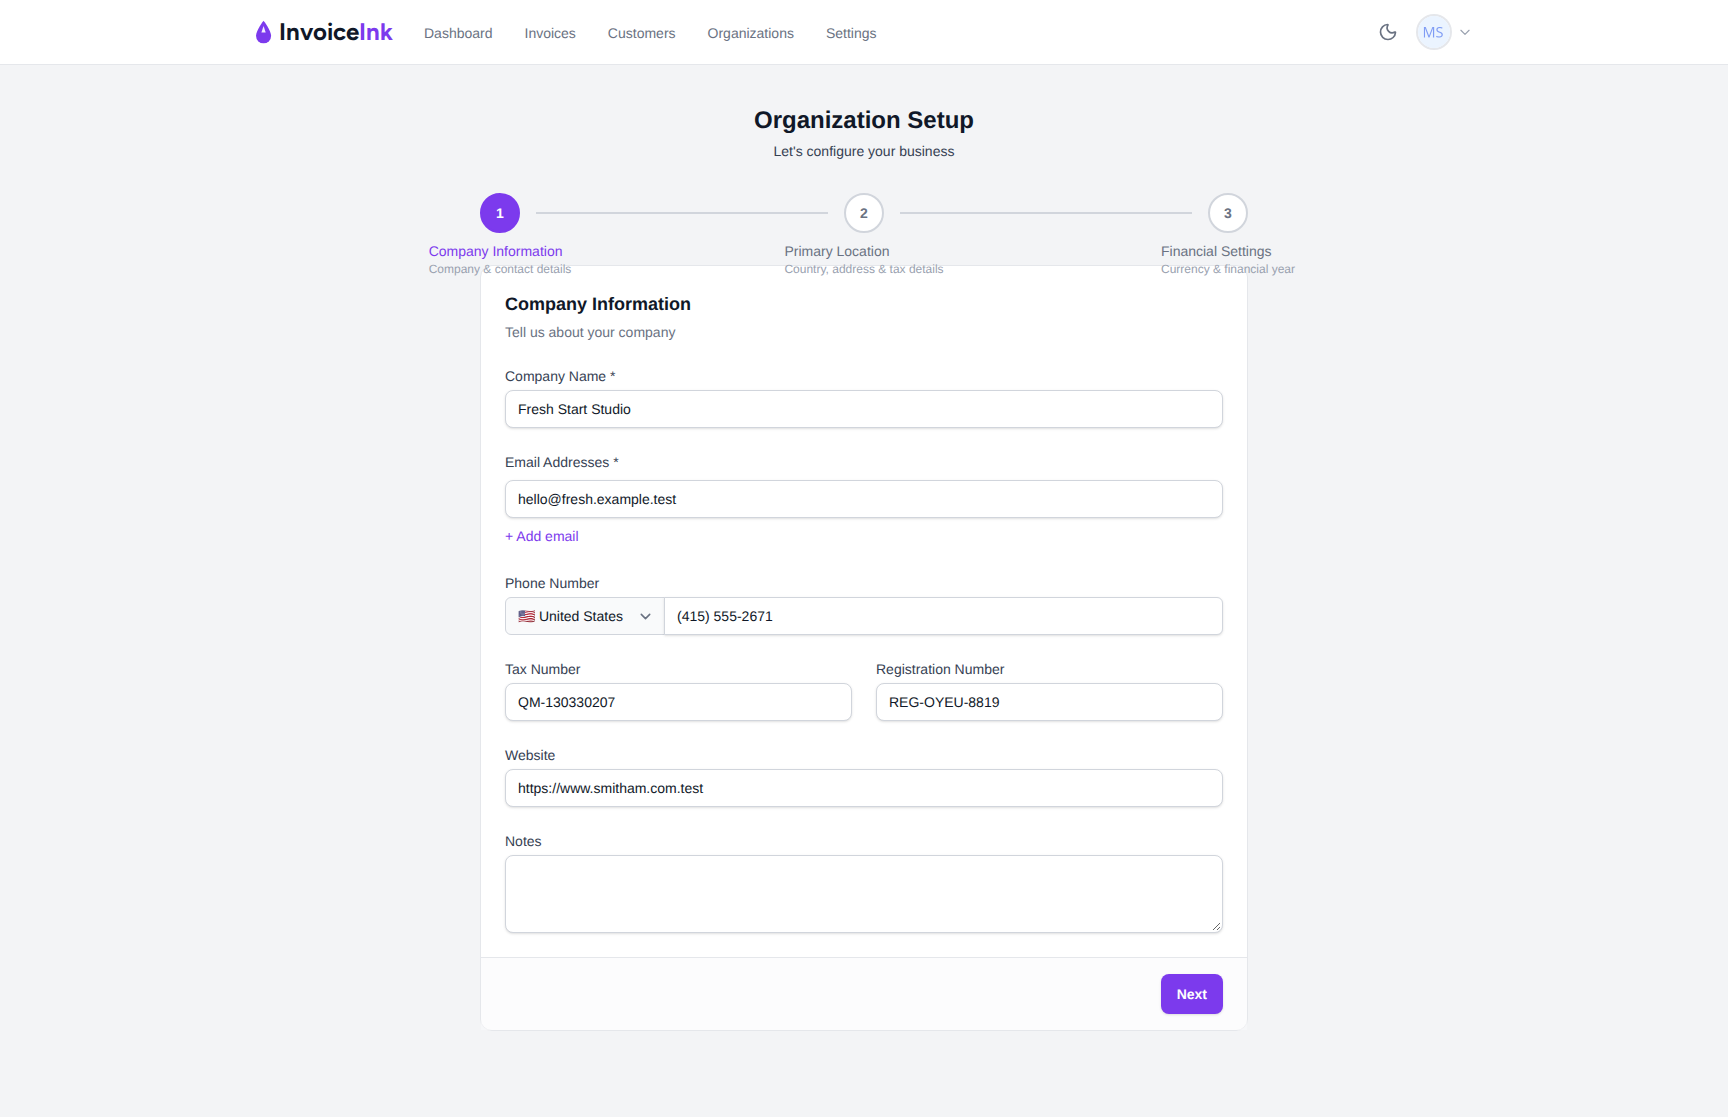 InvoiceInk Dashboard Invoices Customers Organizations Settings MS
Organization Setup
Let's configure your business
1 2 3
Company Information Primary Location Financial Settings
Company & contact details Country, address & tax details Currency & financial year
Company Information
Tell us about your company
Company Name *
Fresh Start Studio
Email Addresses *
hello@fresh.example.test
+ Add email
Phone Number
🇺🇸 United States (415) 555-2671
Tax Number Registration Number
QM-130330207 REG-OYEU-8819
Website
https://www.smitham.com.test
Notes
Next